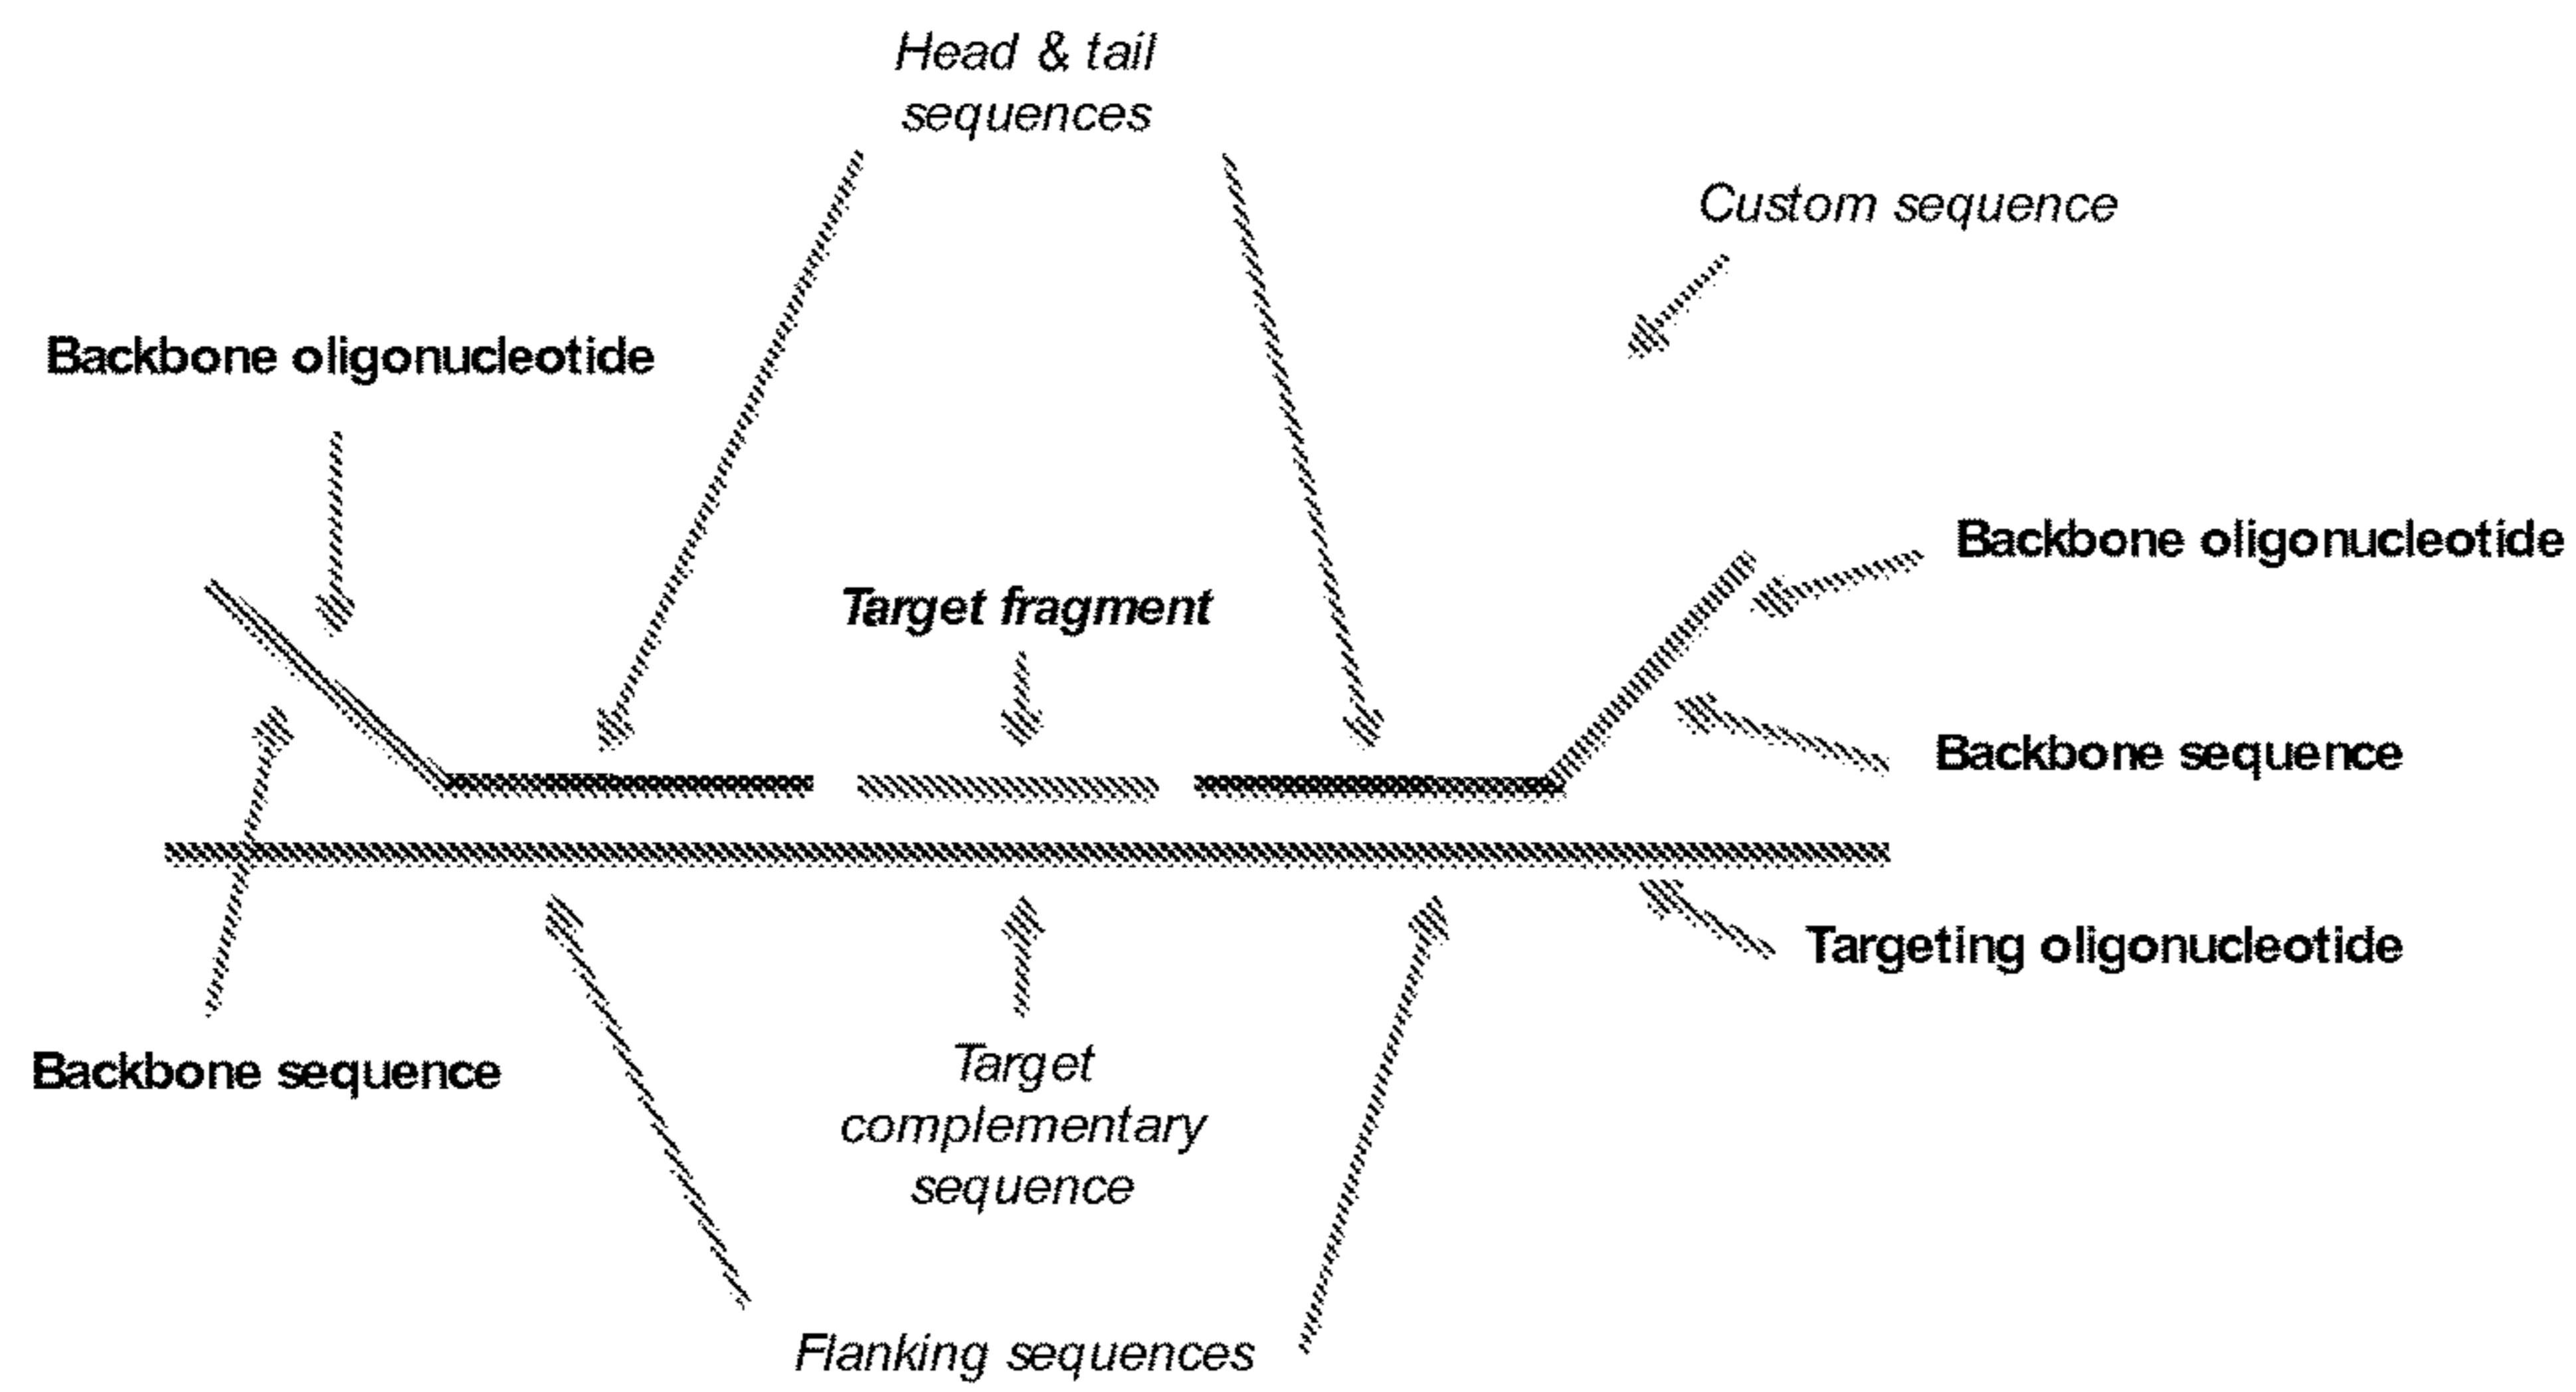 Head & tail
sequences
Custom sequence
Backbone oligonucleotide
Backbone oligonucleotide
Target fragment
Backbone sequence
Targeting oligonucleotide
Backbone sequence
Target
complementary
sequence
Flanking sequences